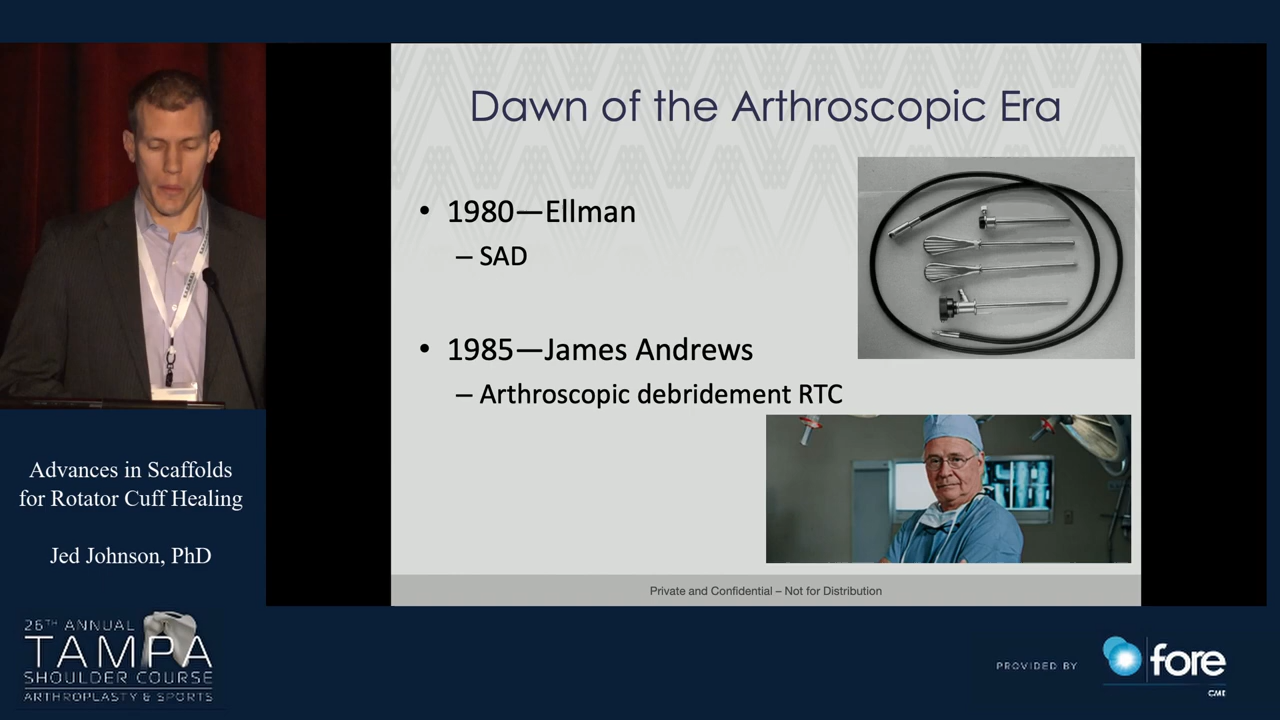 Dawn of the Arthroscopic Era
• 1980—Ellman
– SAD
• 1985—James Andrews
– Arthroscopic debridement RTC
Private and Confidential – Not for Distribution
Advances in Scaffolds
for Rotator Cuff Healing
Jed Johnson, PhD
26TH ANNUAL
TAMPA
SHOULDER COURSE
ARTHROPLASTY & SPORTS
PROVIDED BY
fore
CME